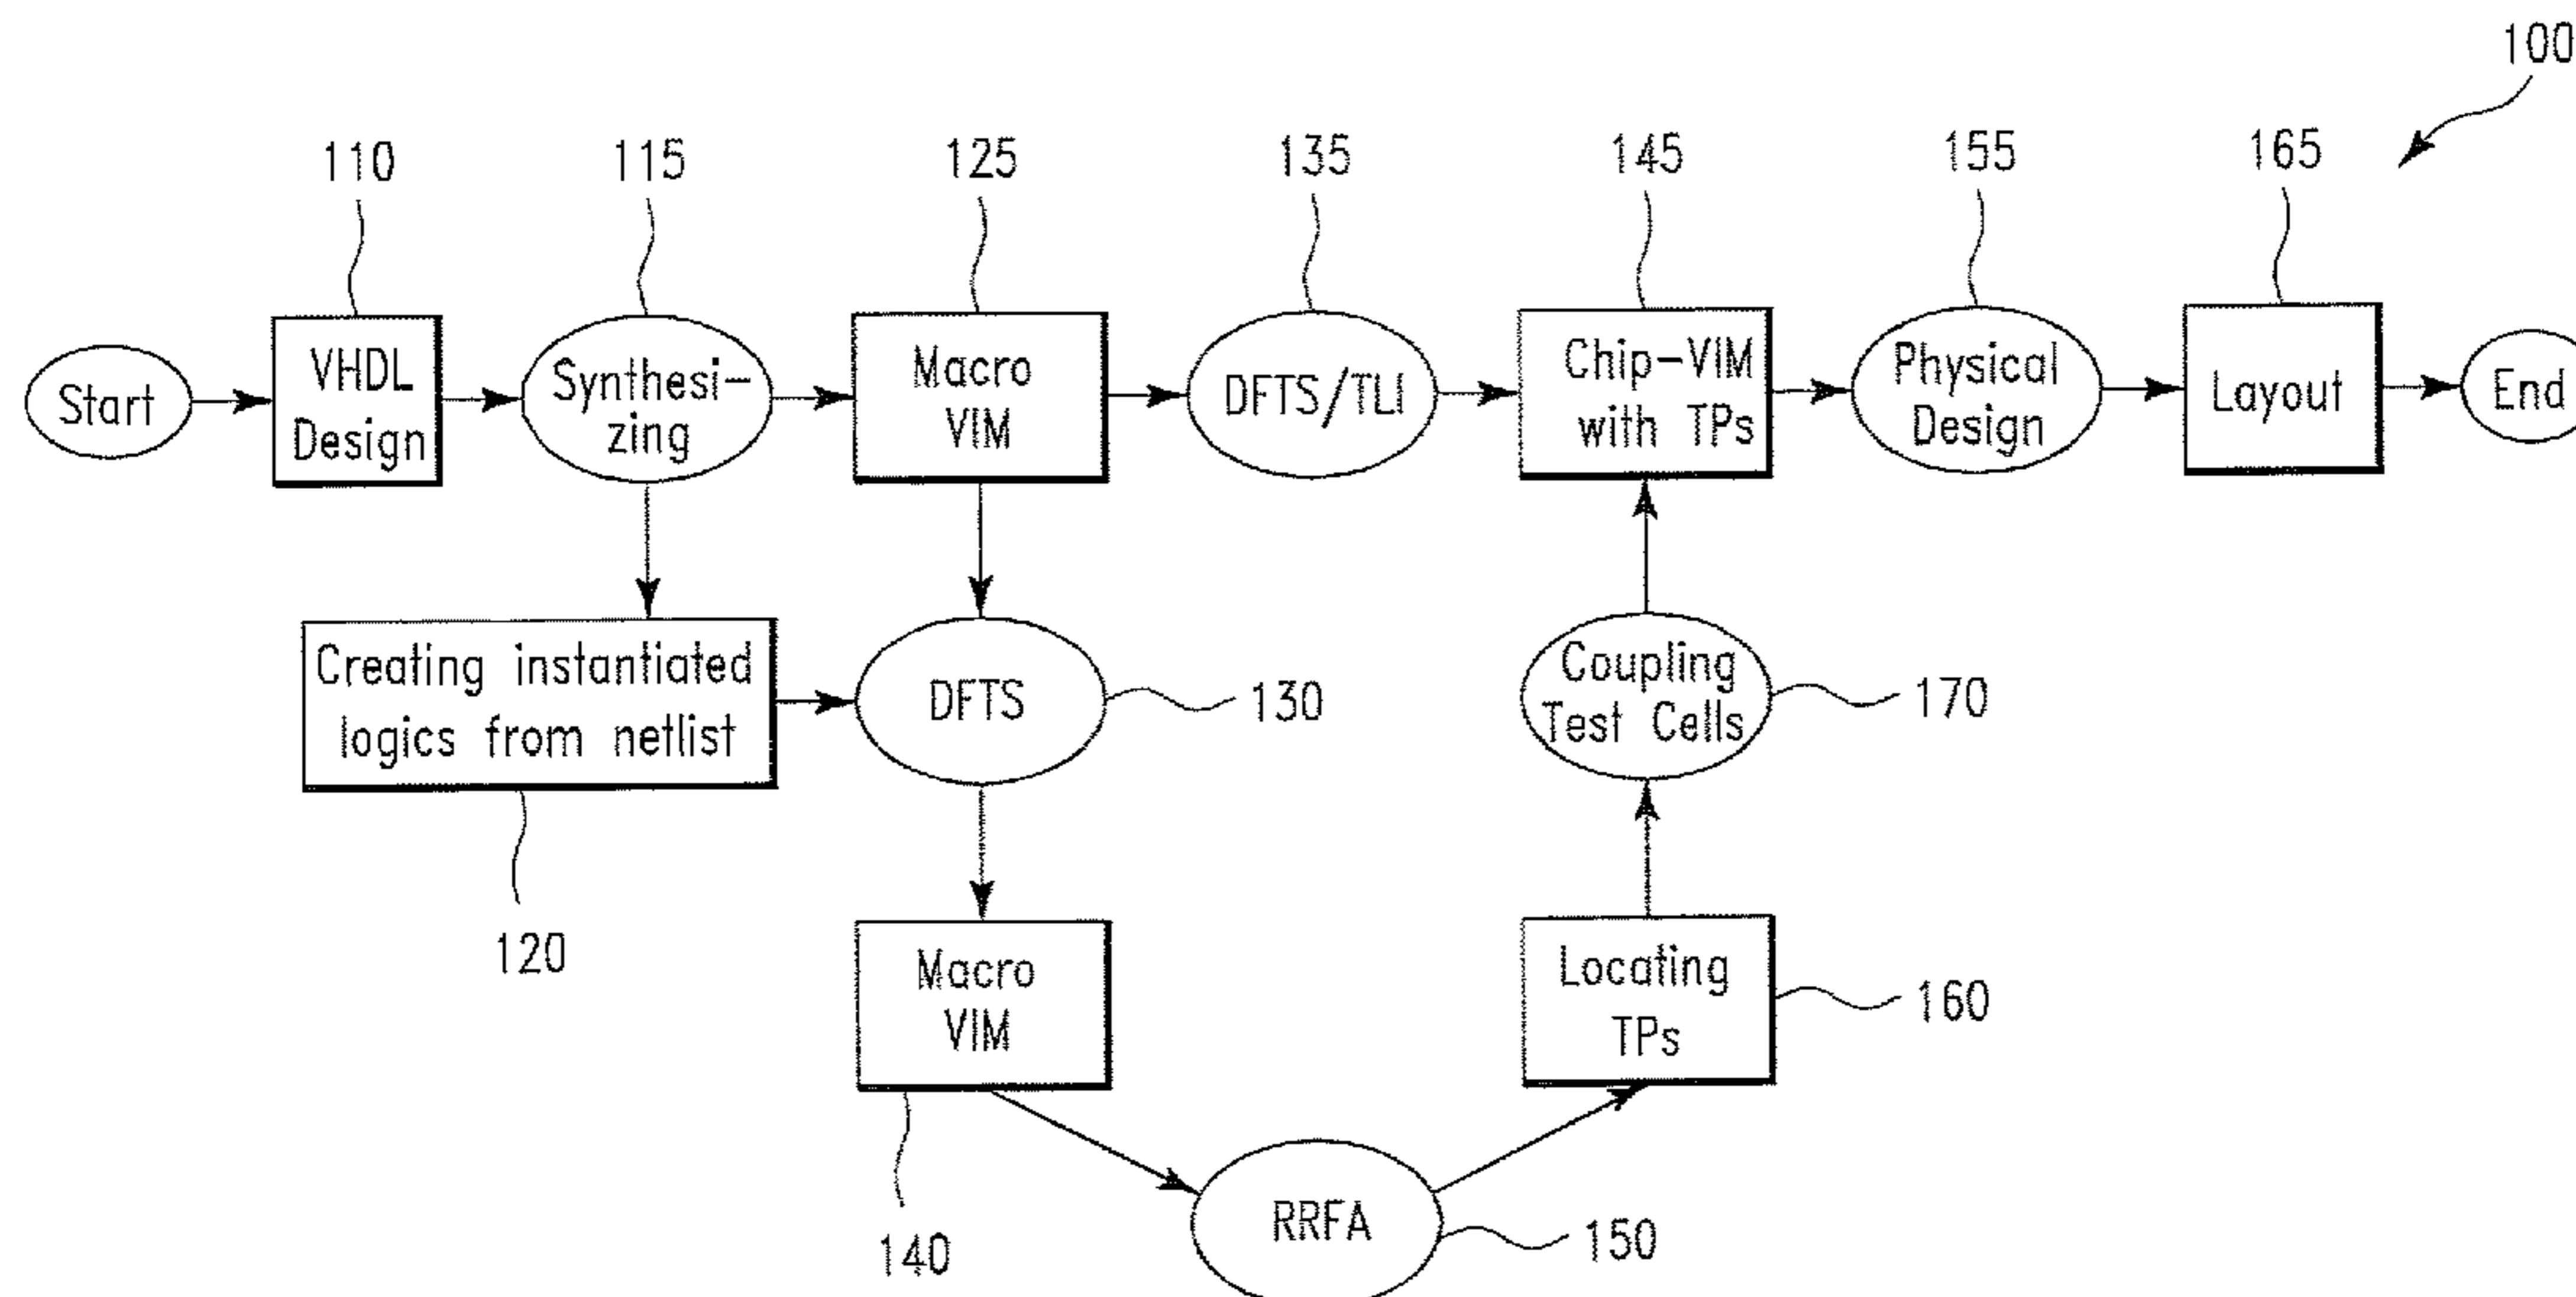 100
110
115
125
135
145
155
165
Start
VHDL
Design
Synthesi-
zing
Macro
VIM
DFTS/TLI
Chip-VIM
with TPs
Physical
Design
Layout
End
Creating instantiated
logics from netlist
DFTS
130
Coupling
Test Cells
170
120
Macro
VIM
Locating
TPs
160
140
RRFA
150